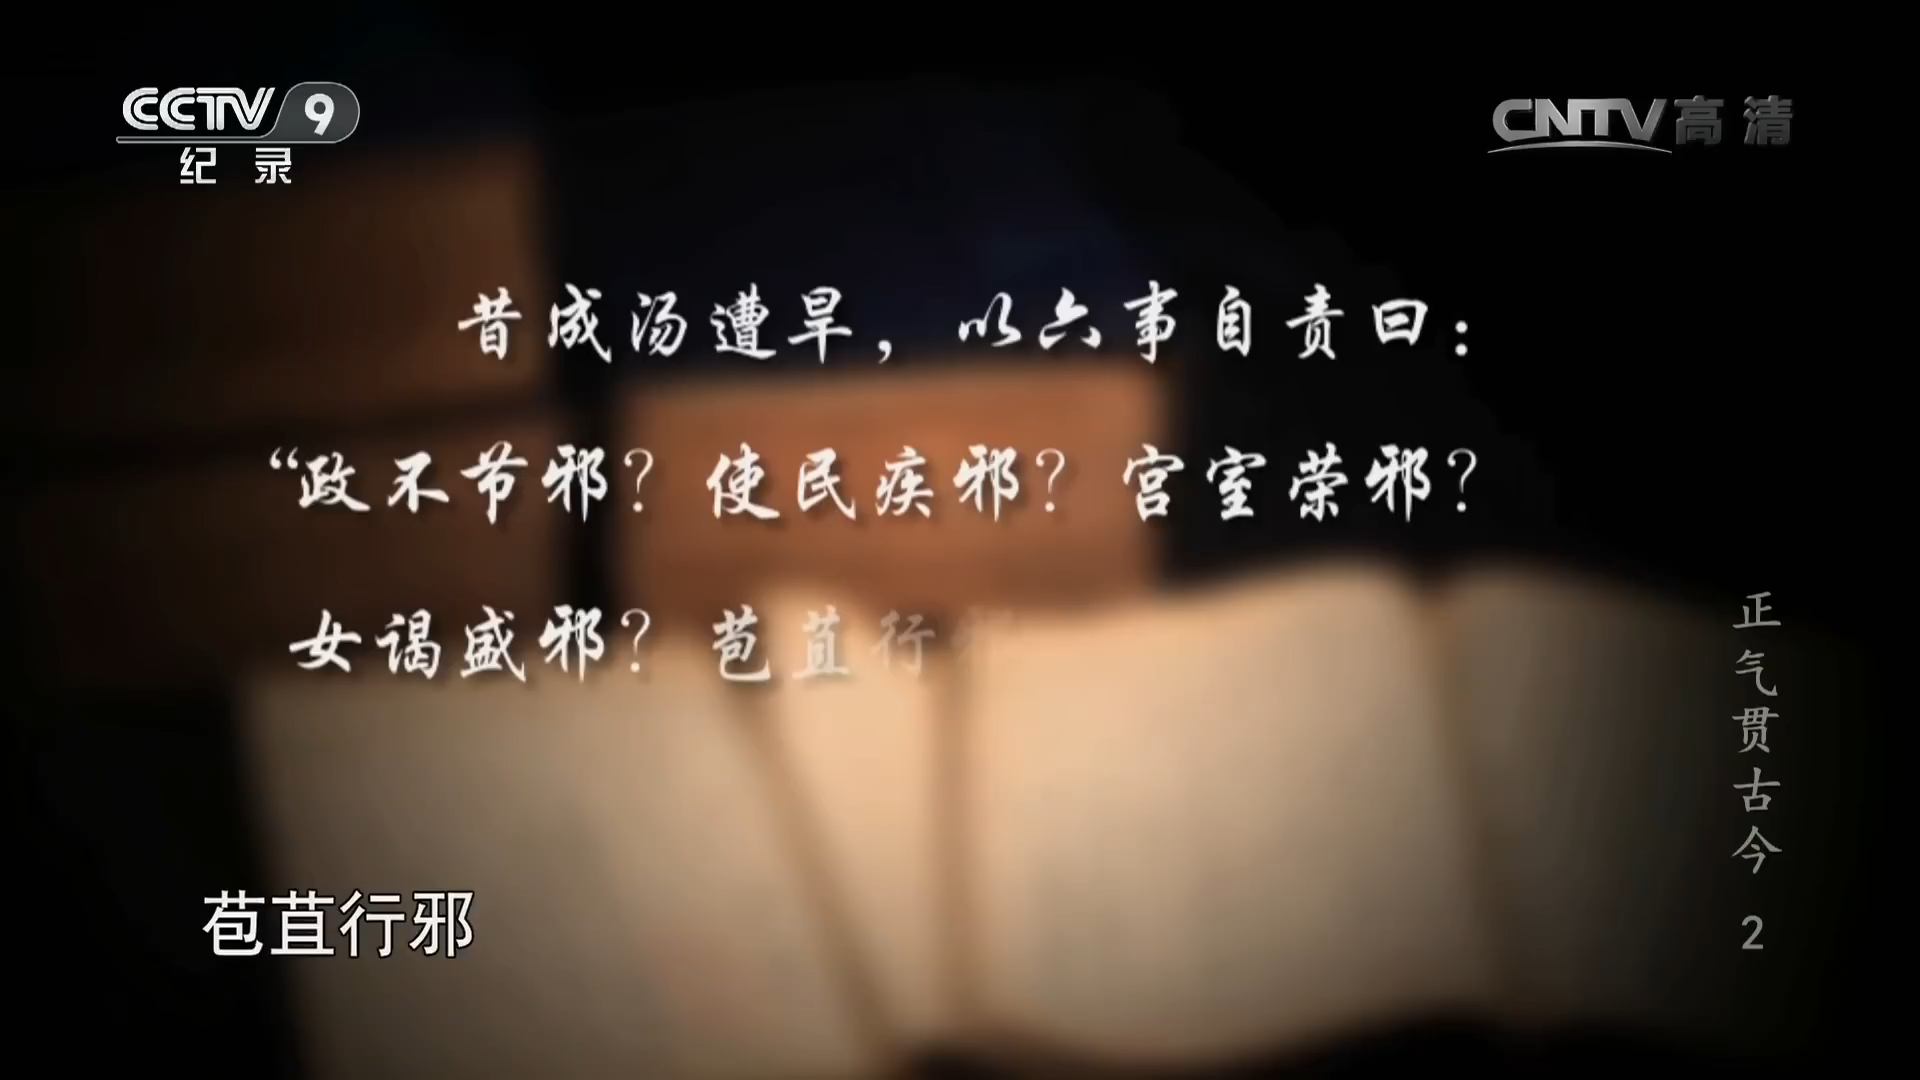 CCTV 9
纪 录
CNTV高 清
昔成汤遭旱，以六事自责曰：
“政不节邪？使民疾邪？宫室荣邪？
女谒盛邪？苞苴行邪
苞苴行邪
正气贯古今 2